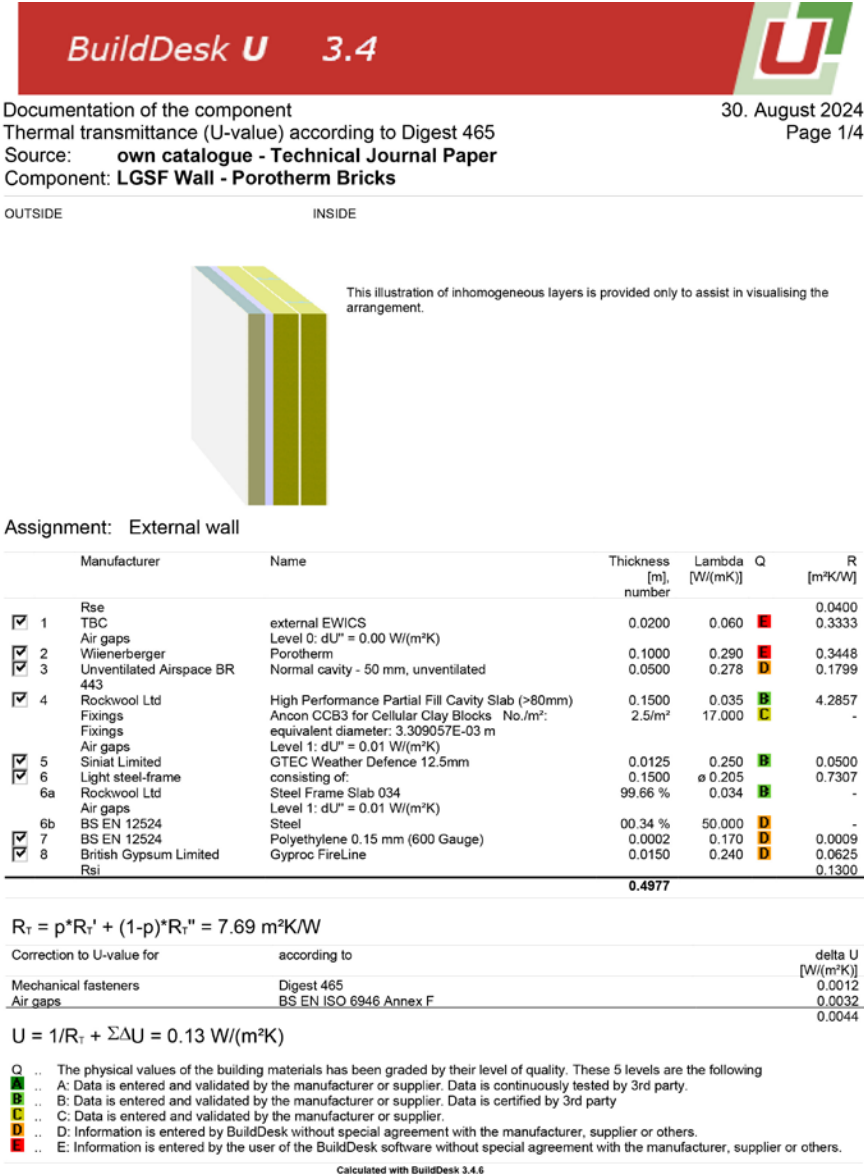 BuildDesk U 3.4
Documentation of the component 30. August 2024
Thermal transmittance (U-value) according to Digest 465 Page 1/4
Source: own catalogue - Technical Journal Paper
Component: LGSF Wall - Porotherm Bricks
OUTSIDE INSIDE
This illustration of inhomogeneous layers is provided only to assist in visualising the
arrangement.
Assignment: External wall
Manufacturer Name Thickness Lambda Q R
[m], [W/(mK)] [m²K/W]
number
Rse 0.0400
1 TBC external EWICS 0.0200 0.060 E 0.3333
Air gaps Level 0: dU" = 0.00 W/(m²K)
2 Wiienerberger Porotherm 0.1000 0.290 E 0.3448
3 Unventilated Airspace BR Normal cavity - 50 mm, unventilated 0.0500 0.278 D 0.1799
443
4 Rockwool Ltd High Performance Partial Fill Cavity Slab (>80mm) 0.1500 0.035 B 4.2857
Fixings Ancon CCB3 for Cellular Clay Blocks No./m²: 2.5/m² 17.000 C -
Fixings equivalent diameter: 3.309057E-03 m
Air gaps Level 1: dU" = 0.01 W/(m²K)
5 Siniat Limited GTEC Weather Defence 12.5mm 0.0125 0.250 B 0.0500
6 Light steel-frame consisting of: 0.1500 ø 0.205 0.7307
6a Rockwool Ltd Steel Frame Slab 034 99.66 % 0.034 B -
Air gaps Level 1: dU" = 0.01 W/(m²K)
6b BS EN 12524 Steel 00.34 % 50.000 D -
7 BS EN 12524 Polyethylene 0.15 mm (600 Gauge) 0.0002 0.170 D 0.0009
8 British Gypsum Limited Gyproc FireLine 0.0150 0.240 D 0.0625
Rsi 0.1300
0.4977
R_T = p*R_T' + (1-p)*R_T" = 7.69 m²K/W
Correction to U-value for according to delta U
[W/(m²K)]
Mechanical fasteners Digest 465 0.0012
Air gaps BS EN ISO 6946 Annex F 0.0032
0.0044
U = 1/R_T + ΣΔU = 0.13 W/(m²K)
Q .. The physical values of the building materials has been graded by their level of quality. These 5 levels are the following
A .. A: Data is entered and validated by the manufacturer or supplier. Data is continuously tested by 3rd party.
B .. B: Data is entered and validated by the manufacturer or supplier. Data is certified by 3rd party
C .. C: Data is entered and validated by the manufacturer or supplier.
D .. D: Information is entered by BuildDesk without special agreement with the manufacturer, supplier or others.
E .. E: Information is entered by the user of the BuildDesk software without special agreement with the manufacturer, supplier or others.
Calculated with BuildDesk 3.4.6